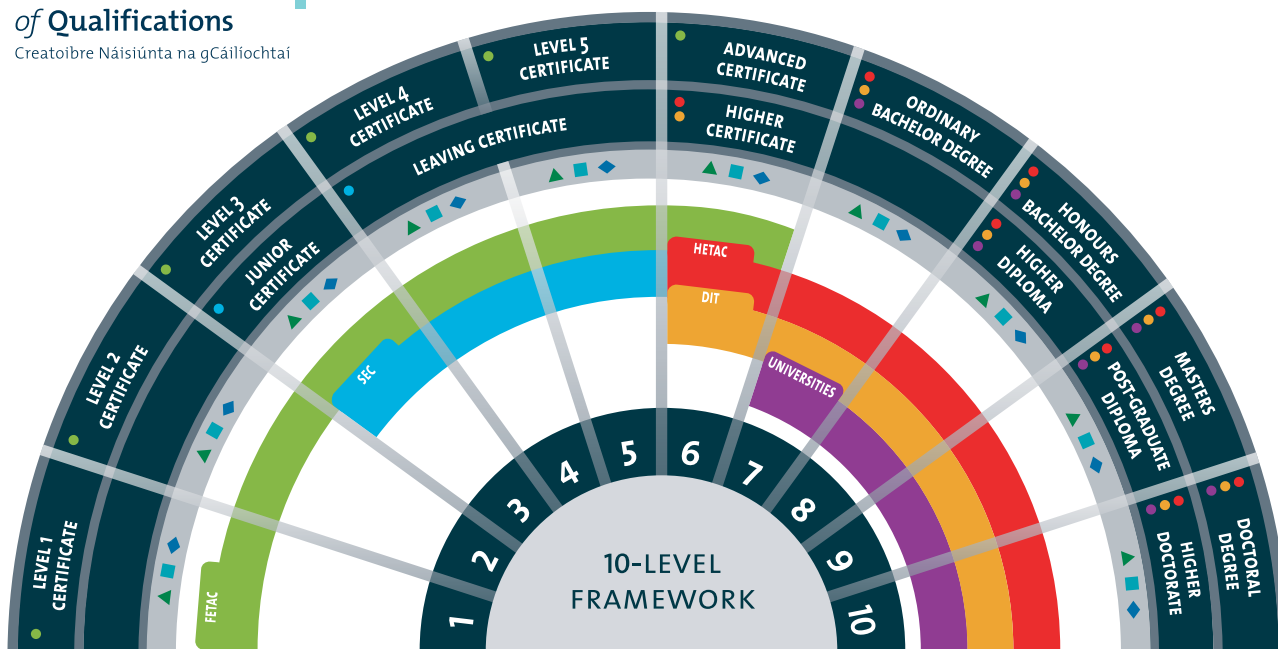 of Qualifications
Creatoibre Náisiúnta na gCáilíochtaí
LEVEL 1
CERTIFICATE
LEVEL 2
CERTIFICATE
LEVEL 3
CERTIFICATE
JUNIOR
CERTIFICATE
LEVEL 4
CERTIFICATE
LEVEL 5
CERTIFICATE
LEAVING CERTIFICATE
ADVANCED
CERTIFICATE
HIGHER
CERTIFICATE
ORDINARY
BACHELOR DEGREE
HONOURS
BACHELOR DEGREE
HIGHER
DIPLOMA
MASTERS
DEGREE
POST-GRADUATE
DIPLOMA
DOCTORAL
DEGREE
HIGHER
DOCTORATE
FETAC
SEC
HETAC
DIT
UNIVERSITIES
1
2
3
4
5
6
7
8
9
10
10-LEVEL
FRAMEWORK